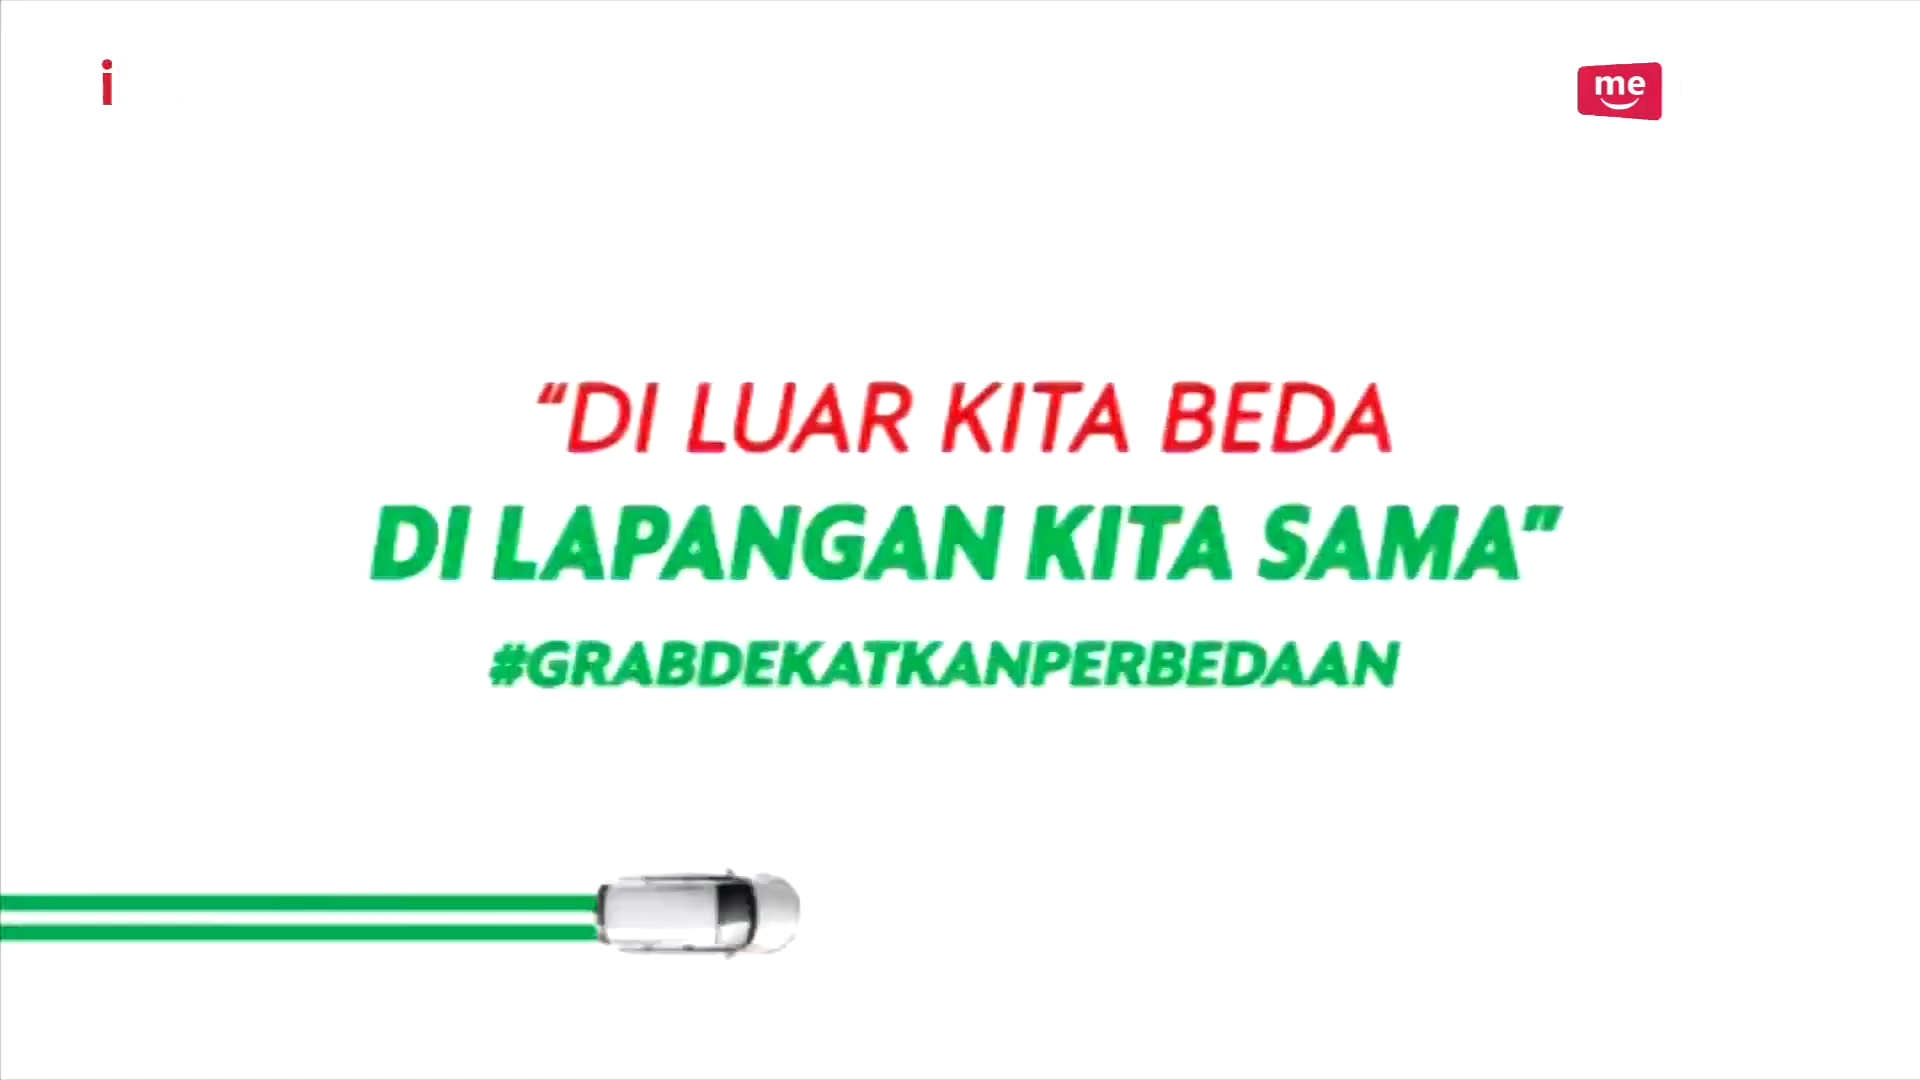 i
me
“DI LUAR KITA BEDA
DI LAPANGAN KITA SAMA”
#GRABDEKATKANPERBEDAAN